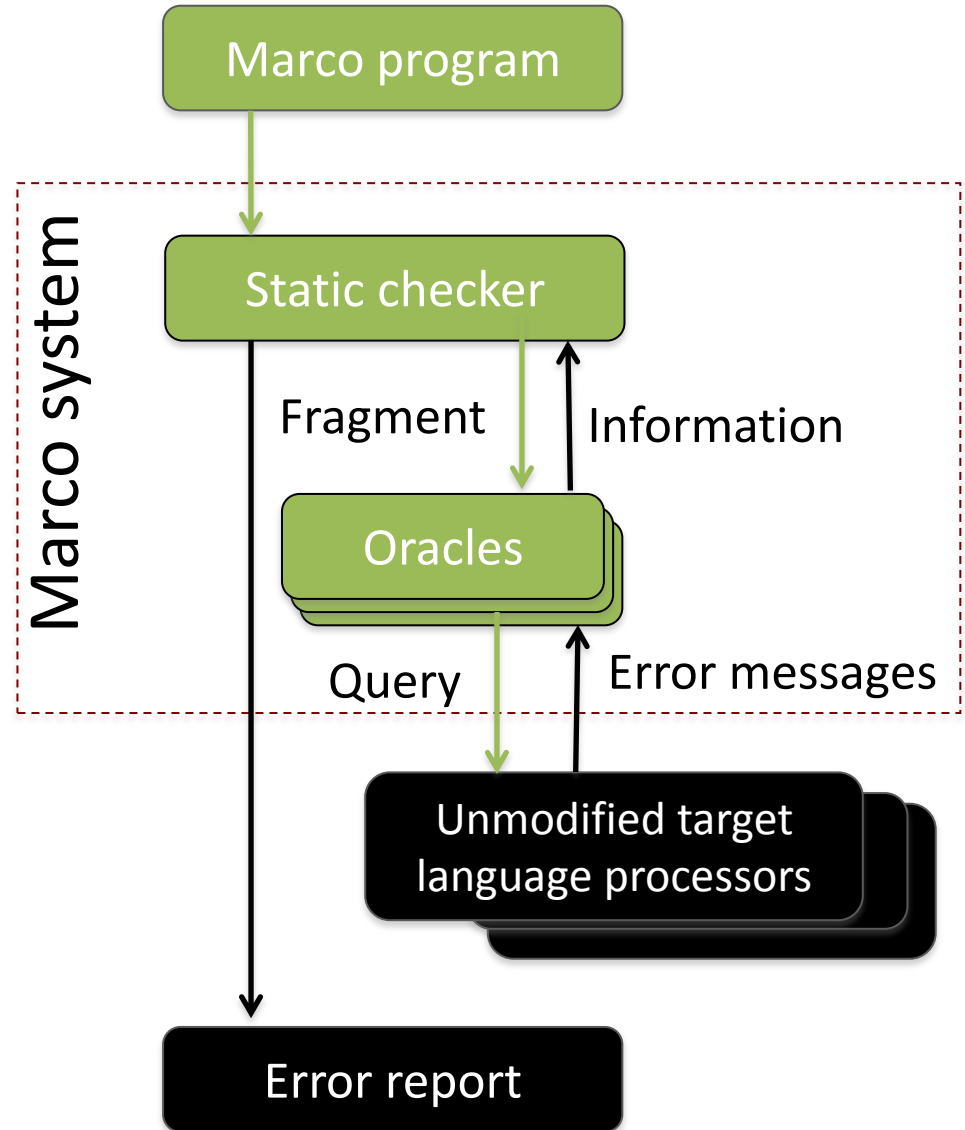 Marco program
Marco system
Static checker
Fragment
Information
Oracles
Query
Error messages
Unmodified target
language processors
Error report